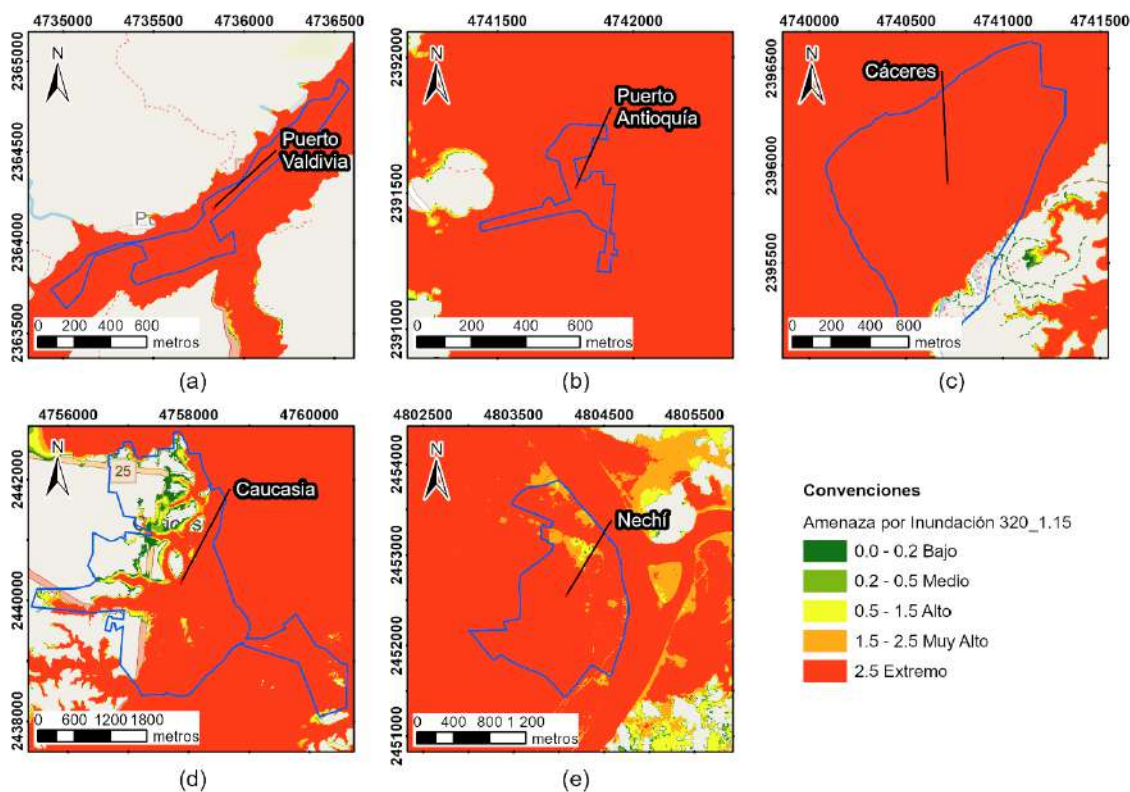 4735000 4735500 4736000 4736500
2365000
2364500
2364000
2363500
N
Puerto
Valdivia
0 200 400 600
metros
(a)
4741500 4742000
2392000
2391500
2391000
N
Puerto
Antioquía
0 200 400 600
metros
(b)
4740000 4740500 4741000 4741500
2396500
2396000
2395500
N
Cáceres
0 200 400 600
metros
(c)
4756000 4758000 4760000
2442000
2440000
2438000
N
25
Caucasia
0 600 1200 1800
metros
(d)
4802500 4803500 4804500 4805500
2454000
2453000
2452000
2451000
N
Nechí
0 400 800 1 200
metros
(e)
Convenciones
Amenaza por Inundación 320_1.15
0.0 - 0.2 Bajo
0.2 - 0.5 Medio
0.5 - 1.5 Alto
1.5 - 2.5 Muy Alto
2.5 Extremo